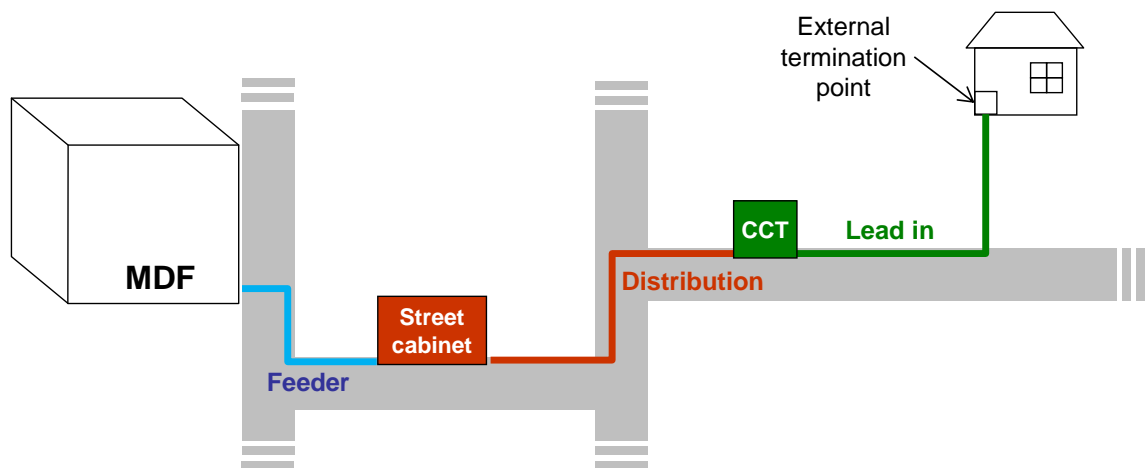 External
termination
point
CCT
Lead in
MDF
Distribution
Street
cabinet
Feeder